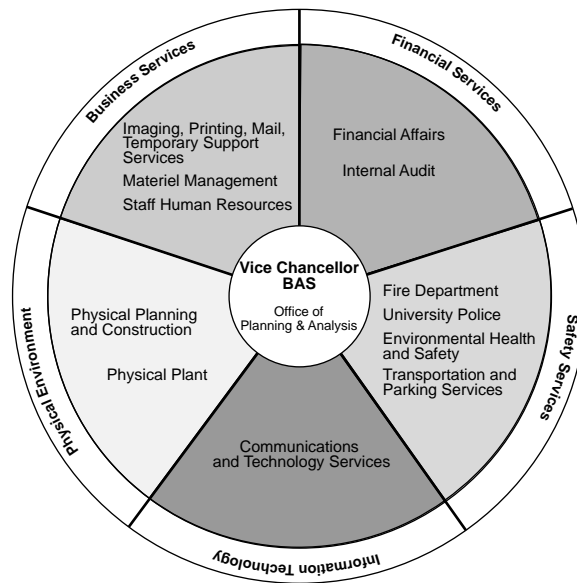 Business Services
Imaging, Printing, Mail,
Temporary Support
Services
Materiel Management
Staff Human Resources
Financial Services
Financial Affairs
Internal Audit
Vice Chancellor
BAS
Office of
Planning & Analysis
Physical Environment
Physical Planning
and Construction
Physical Plant
Safety Services
Fire Department
University Police
Environmental Health
and Safety
Transportation and
Parking Services
Communications
and Technology Services
Information Technology